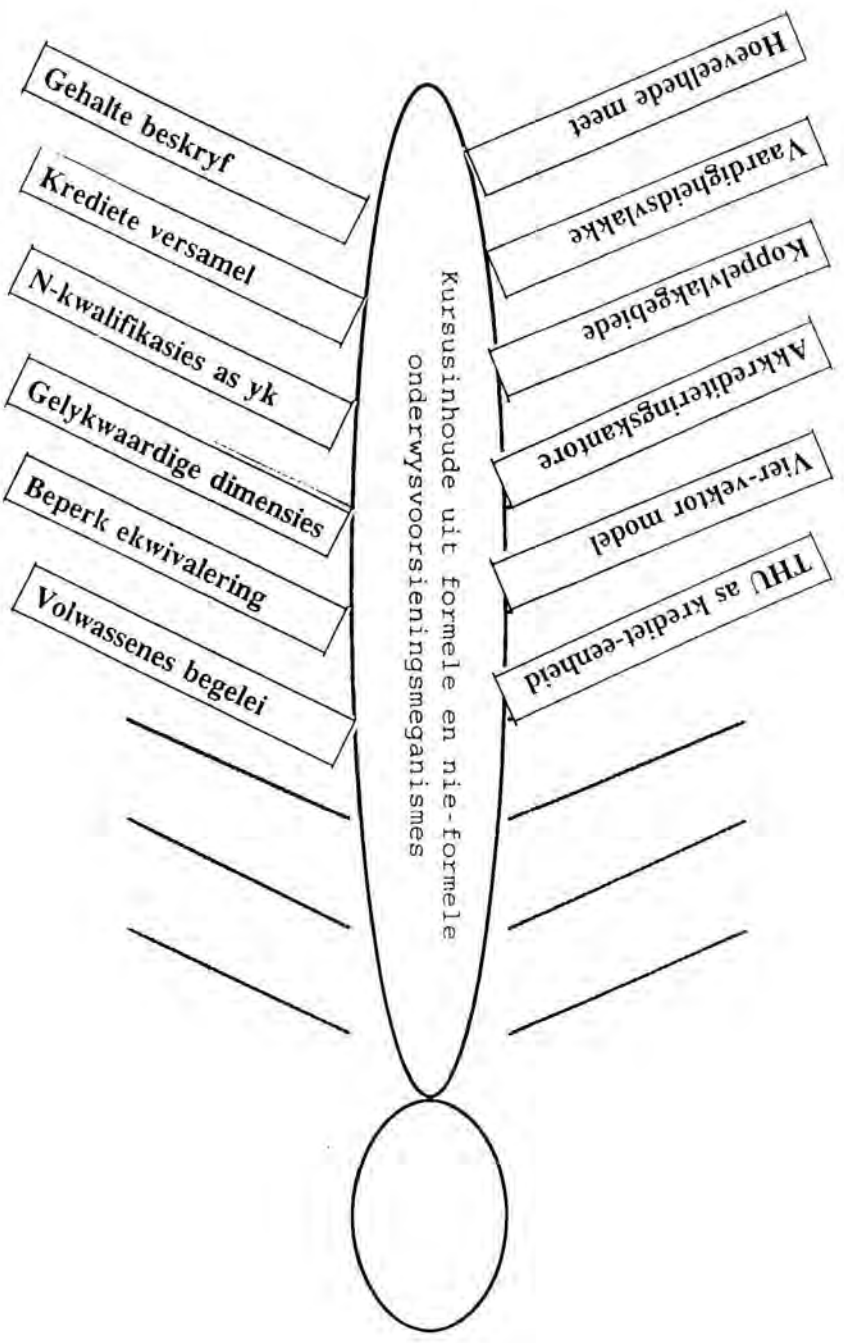 Gehalte beskryf
Krediete versamel
N-kwalifikasies as yk
Gelykwaardige dimensies
Beperk ekwivalering
Volwassenes begelei
Kursusinhoude uit formele en nie-formele
onderwysvoorsieningsmeganismes
Hoeveelhede meet
Vaardigheidsvlakke
Koppelvlakgebiede
Akkrediteringskantore
Vier-vektor model
THU as krediet-eenheid